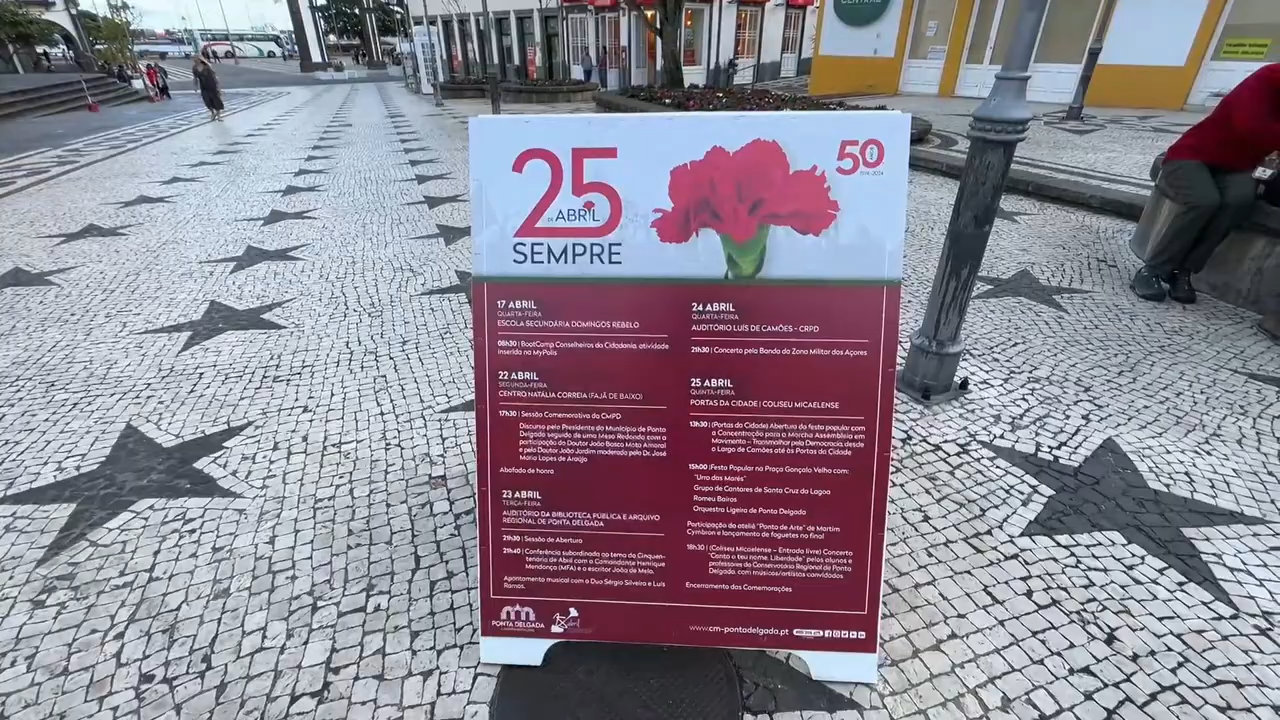 25
DE ABRIL
SEMPRE
50
1974-2024
17 ABRIL
QUARTA-FEIRA
ESCOLA SECUNDÁRIA DOMINGOS REBELO
08h30 | BootCamp Conselheiros da Cidadania, atividade
inserida na MyPolis
22 ABRIL
SEGUNDA-FEIRA
CENTRO NATÁLIA CORREIA (FAJÃ DE BAIXO)
17h30 | Sessão Comemorativa da CMPD
Discurso pelo Presidente do Município de Ponta
Delgada seguido de uma Mesa Redonda com a
participação do Doutor João Bosco Mota Amaral
e pelo Doutor João Jardim moderada pelo Dr. José
Maria Lopes de Araújo
Abafado de honra
23 ABRIL
TERÇA-FEIRA
AUDITÓRIO DA BIBLIOTECA PÚBLICA E ARQUIVO
REGIONAL DE PONTA DELGADA
21h30 | Sessão de Abertura
21h40 | Conferência subordinada ao tema do Cinquen-
tenário de Abril com o Comandante Henrique
Mendonça (MFA) e o escritor João de Melo.
Apontamento musical com o Duo Sérgio Silveira e Luís
Ramos.
24 ABRIL
QUARTA-FEIRA
AUDITÓRIO LUÍS DE CAMÕES - CRPD
21h30 | Concerto pela Banda da Zona Militar dos Açores
25 ABRIL
QUINTA-FEIRA
PORTAS DA CIDADE | COLISEU MICAELENSE
13h30 | (Portas da Cidade) Abertura da festa popular com
a Concentração para a Marcha Assembleia em
Movimento – Transmalhar pela Democracia, desde
o Largo de Camões até às Portas da Cidade
15h00 | Festa Popular na Praça Gonçalo Velho com:
"Urro das Marés"
Grupo de Cantares de Santa Cruz da Lagoa
Romeu Bairos
Orquestra Ligeira de Ponta Delgada
Participação do ateliê "Ponta de Arte" de Martim
Cymbron e lançamento de foguetes no final
18h30 | (Coliseu Micaelense – Entrada livre) Concerto
"Canto o teu nome, Liberdade" pelos alunos e
professores do Conservatório Regional de Ponta
Delgada, com músicos/artistas convidados
Encerramento das Comemorações
PONTA DELGADA
www.cm-pontadelgada.pt